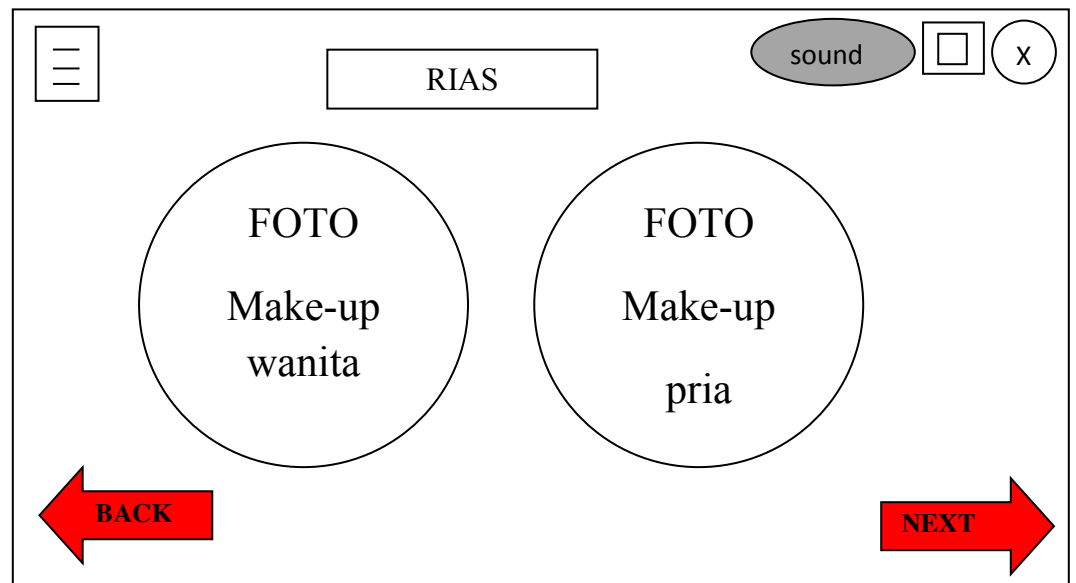 sound
X
RIAS
FOTO
Make-up
wanita
FOTO
Make-up
pria
BACK
NEXT